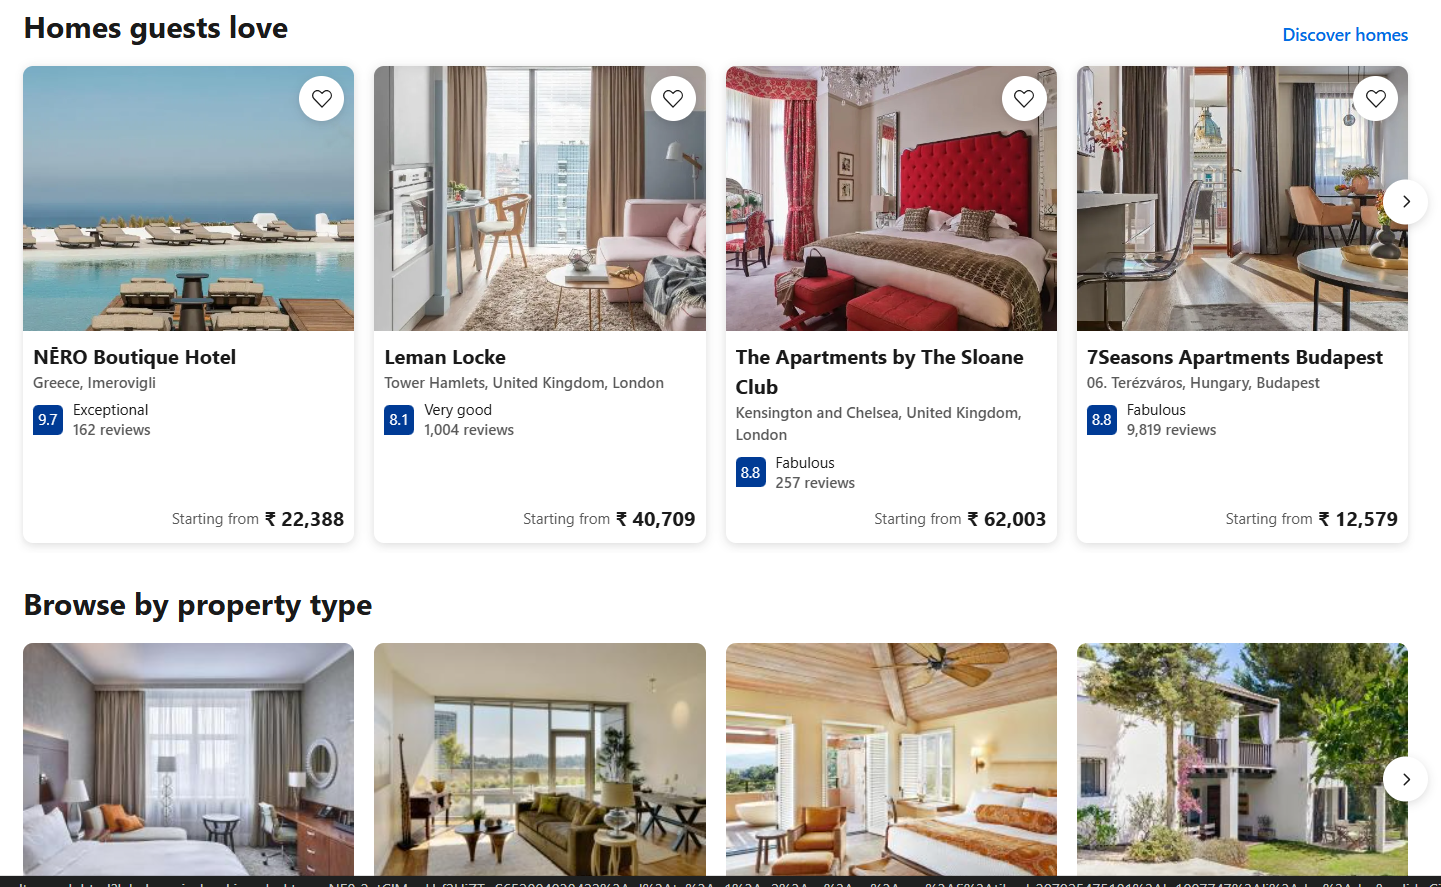 Homes guests love
Discover homes
NĒRO Boutique Hotel
Greece, Imerovigli
9.7
Exceptional
162 reviews
Starting from ₹ 22,388
Leman Locke
Tower Hamlets, United Kingdom, London
8.1
Very good
1,004 reviews
Starting from ₹ 40,709
The Apartments by The Sloane
Club
Kensington and Chelsea, United Kingdom,
London
8.8
Fabulous
257 reviews
Starting from ₹ 62,003
7Seasons Apartments Budapest
06. Terézváros, Hungary, Budapest
8.8
Fabulous
9,819 reviews
Starting from ₹ 12,579
Browse by property type